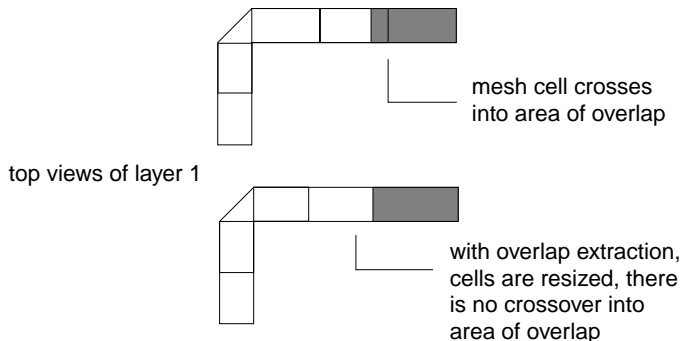 mesh cell crosses
into area of overlap
top views of layer 1
with overlap extraction,
cells are resized, there
is no crossover into
area of overlap